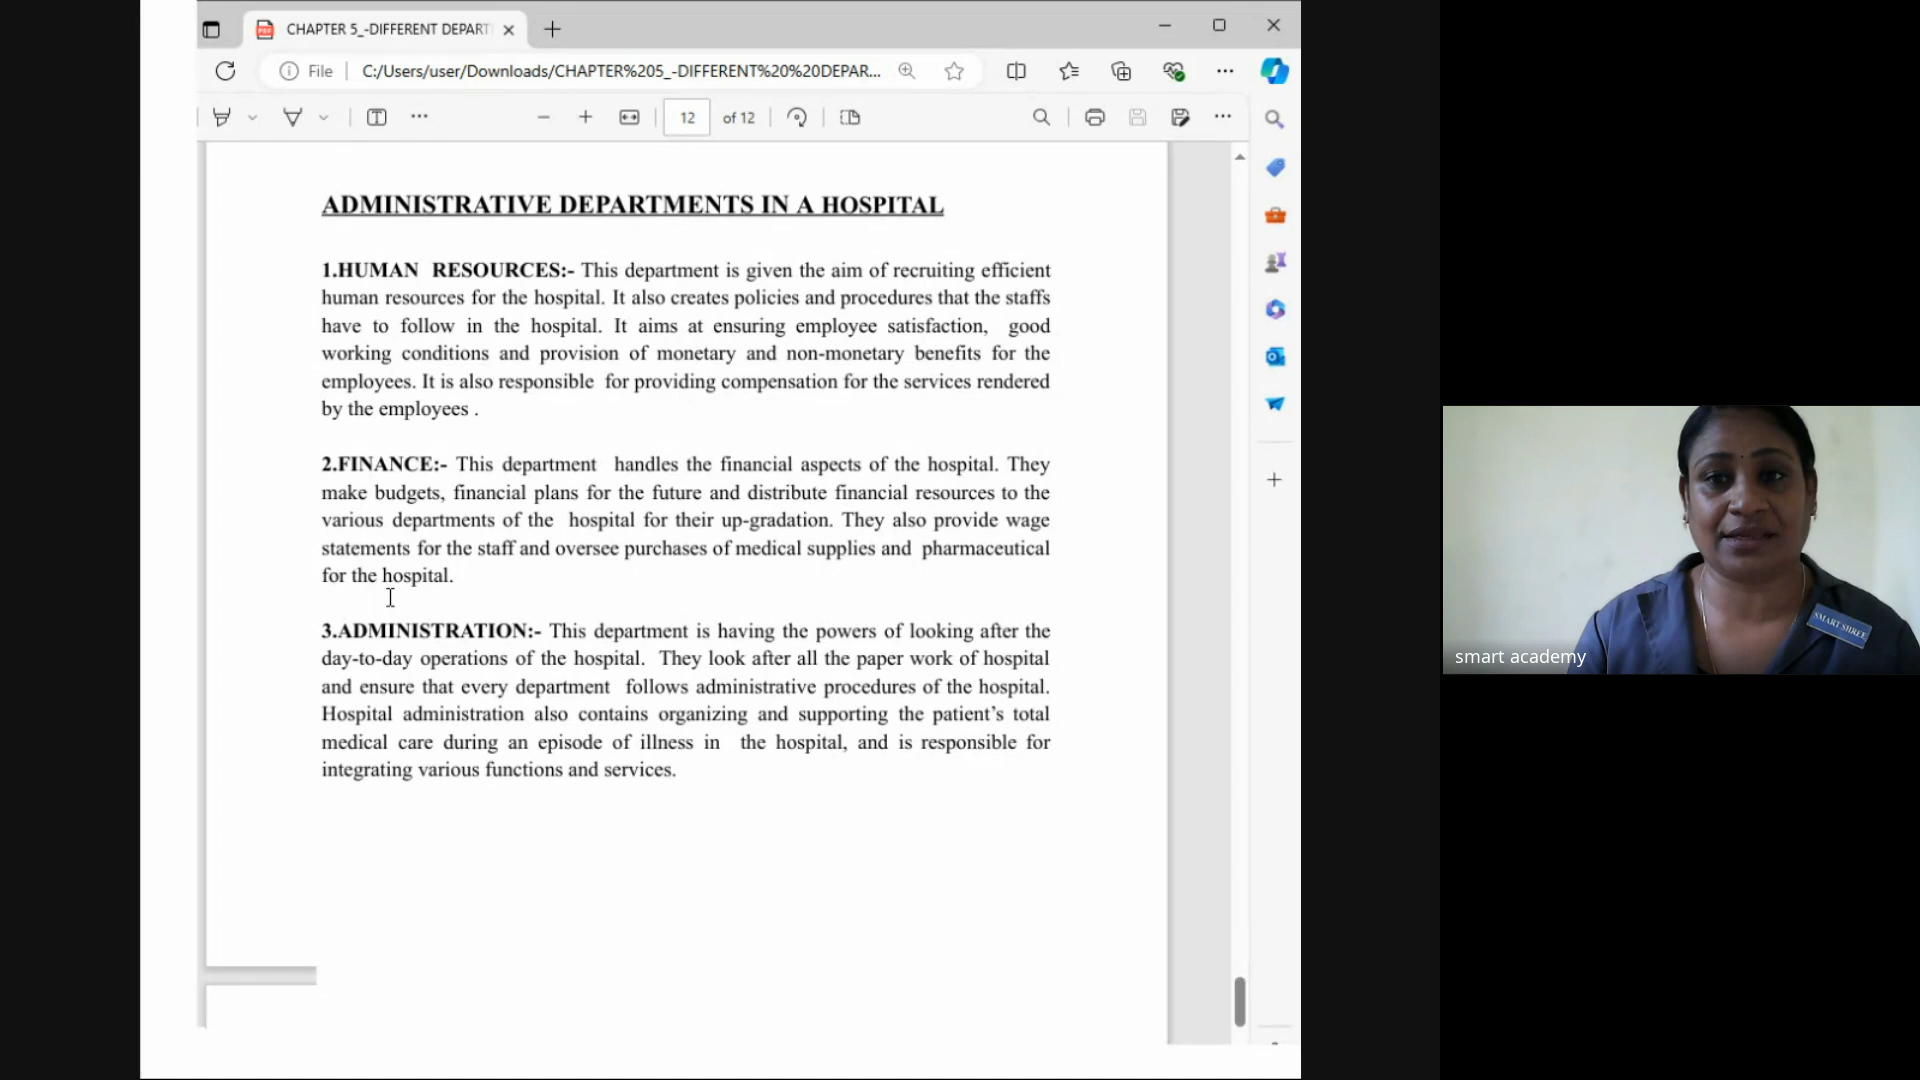 CHAPTER 5_-DIFFERENT DEPART
File
C:/Users/user/Downloads/CHAPTER%205_-DIFFERENT%20%20DEPAR...
12 of 12
ADMINISTRATIVE DEPARTMENTS IN A HOSPITAL
1.HUMAN RESOURCES:- This department is given the aim of recruiting efficient
human resources for the hospital. It also creates policies and procedures that the staffs
have to follow in the hospital. It aims at ensuring employee satisfaction, good
working conditions and provision of monetary and non-monetary benefits for the
employees. It is also responsible for providing compensation for the services rendered
by the employees .
2.FINANCE:- This department handles the financial aspects of the hospital. They
make budgets, financial plans for the future and distribute financial resources to the
various departments of the hospital for their up-gradation. They also provide wage
statements for the staff and oversee purchases of medical supplies and pharmaceutical
for the hospital.
3.ADMINISTRATION:- This department is having the powers of looking after the
day-to-day operations of the hospital. They look after all the paper work of hospital
and ensure that every department follows administrative procedures of the hospital.
Hospital administration also contains organizing and supporting the patient’s total
medical care during an episode of illness in the hospital, and is responsible for
integrating various functions and services.
SMART SHREE
smart academy